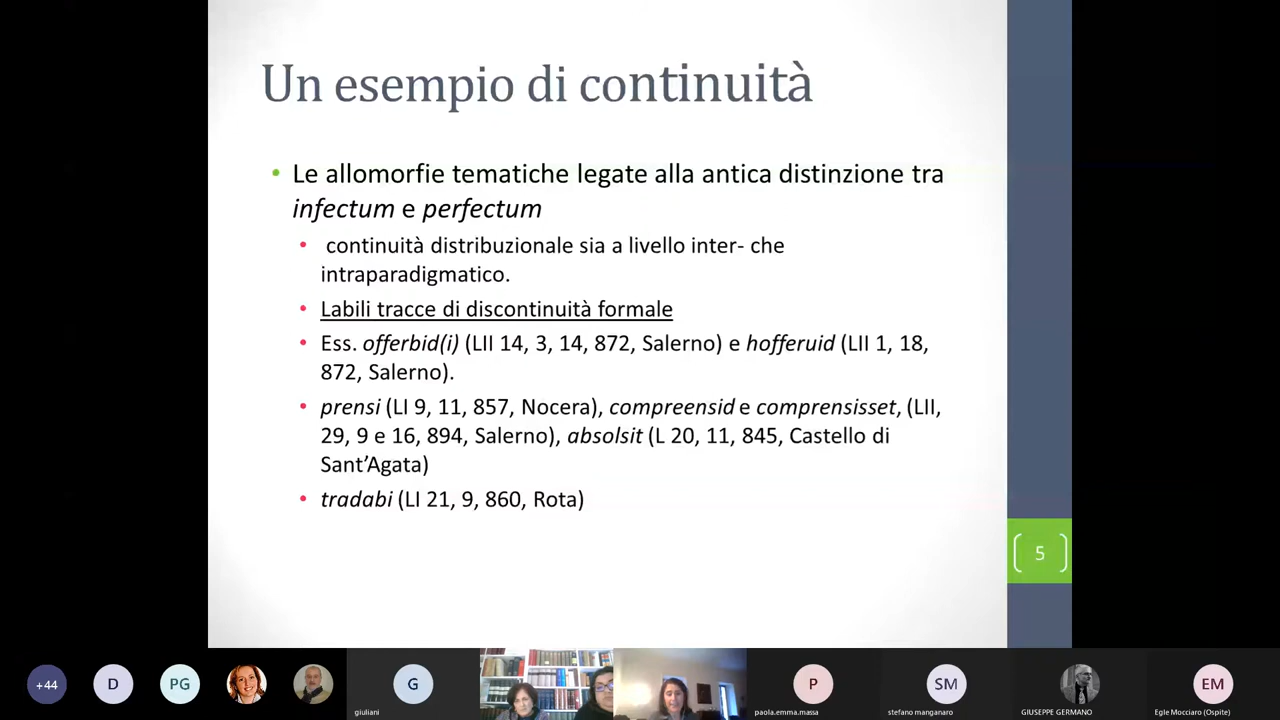 Un esempio di continuità
• Le allomorfie tematiche legate alla antica distinzione tra
infectum e perfectum
• continuità distribuzionale sia a livello inter- che
intraparadigmatico.
• Labili tracce di discontinuità formale
• Ess. offerbid(i) (LII 14, 3, 14, 872, Salerno) e hofferuid (LII 1, 18,
872, Salerno).
• prensi (LI 9, 11, 857, Nocera), compreensid e comprensisset, (LII,
29, 9 e 16, 894, Salerno), absolsit (L 20, 11, 845, Castello di
Sant’Agata)
• tradabi (LI 21, 9, 860, Rota)
5
+44
D
PG
G
giuliani
P
paola.emma.massa
SM
stefano manganaro
GIUSEPPE GERMANO
EM
Egle Mocciaro (Ospite)